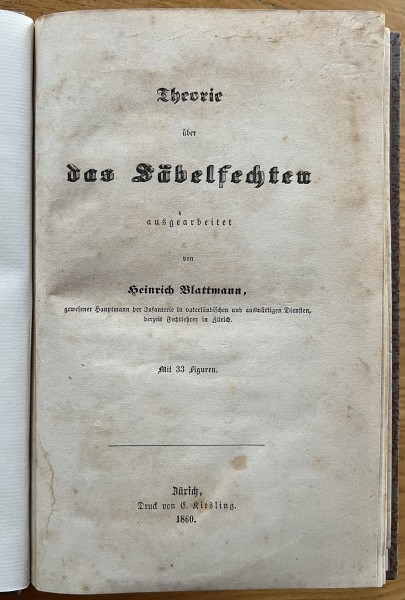 Theorie
über
das Säbelfechten
ausgearbeitet
von
Heinrich Blattmann,
gewesener Hauptmann der Infanterie in vaterländischen und auswärtigen Diensten,
derzeit Fechtlehrer in Zürich.
Mit 33 Figuren.
Zürich,
Druck von E. Kiesling.
1860.